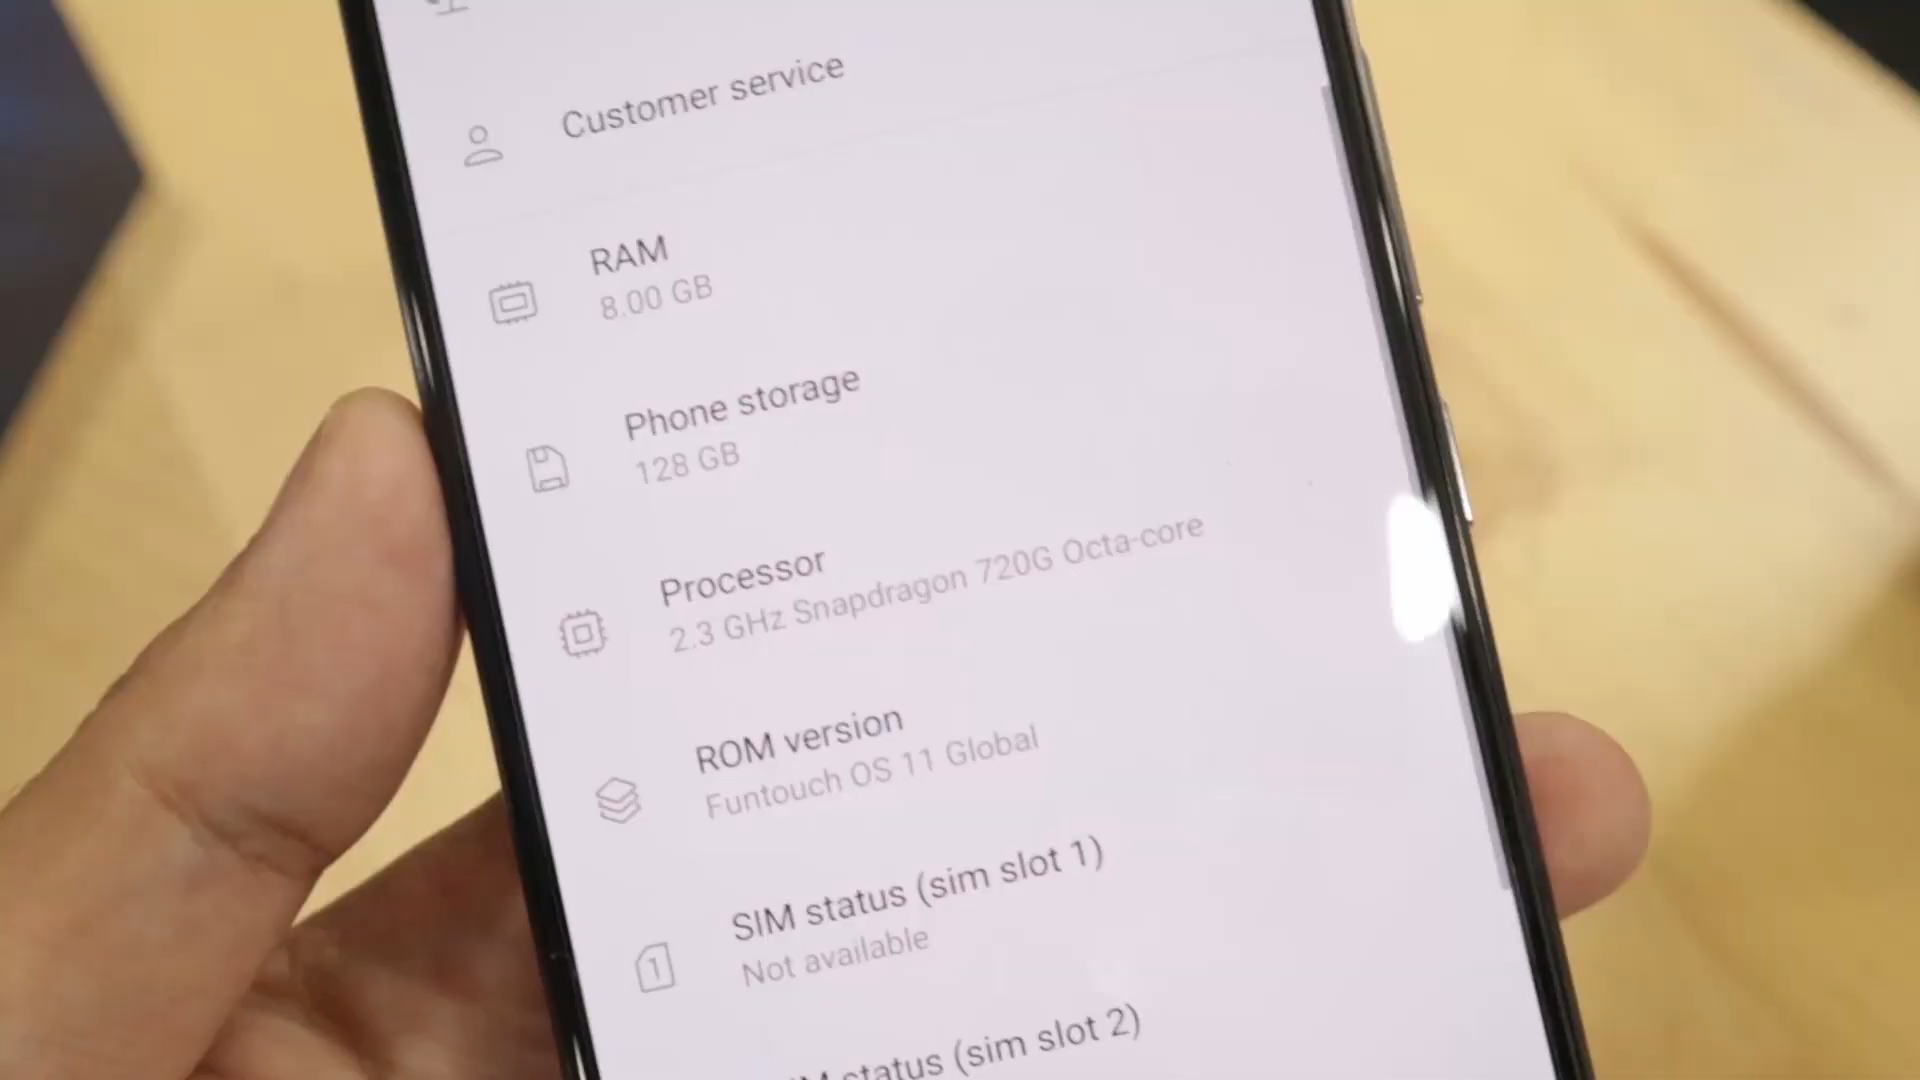 Customer service
RAM
8.00 GB
Phone storage
128 GB
Processor
2.3 GHz Snapdragon 720G Octa-core
ROM version
Funtouch OS 11 Global
SIM status (sim slot 1)
1
Not available
status (sim slot 2)